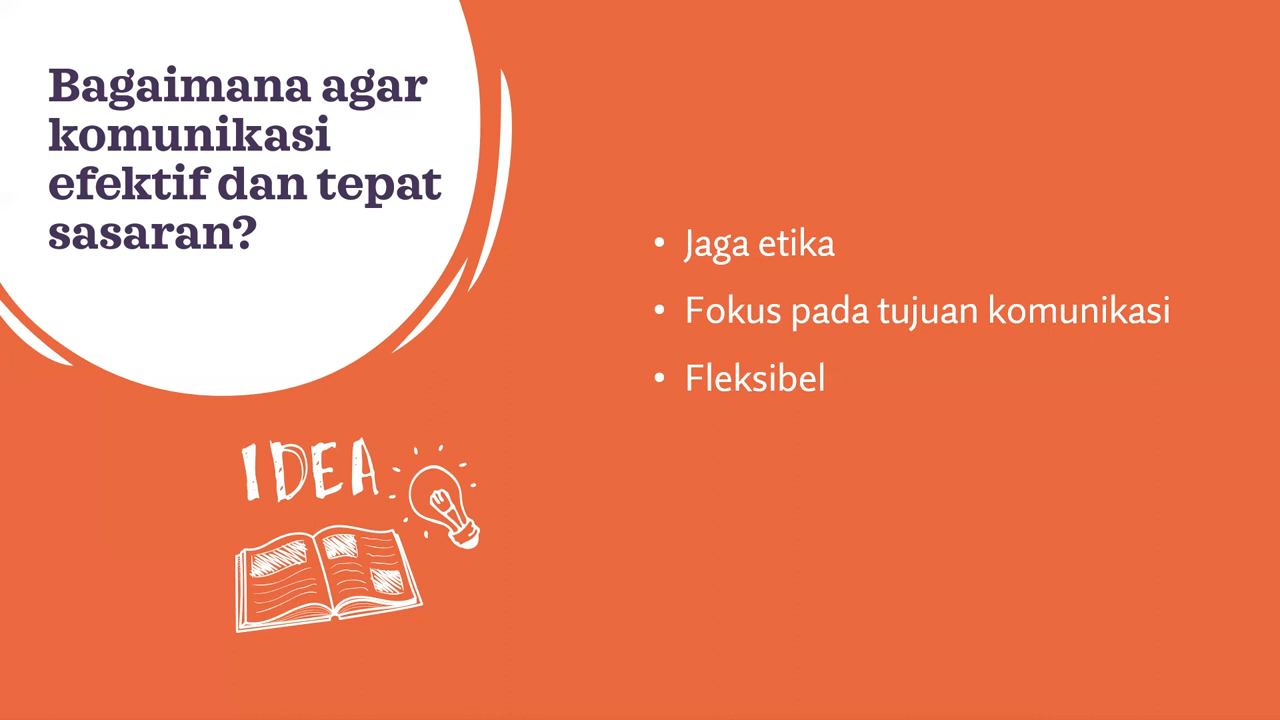 Bagaimana agar
komunikasi
efektif dan tepat
sasaran?
• Jaga etika
• Fokus pada tujuan komunikasi
• Fleksibel
IDEA